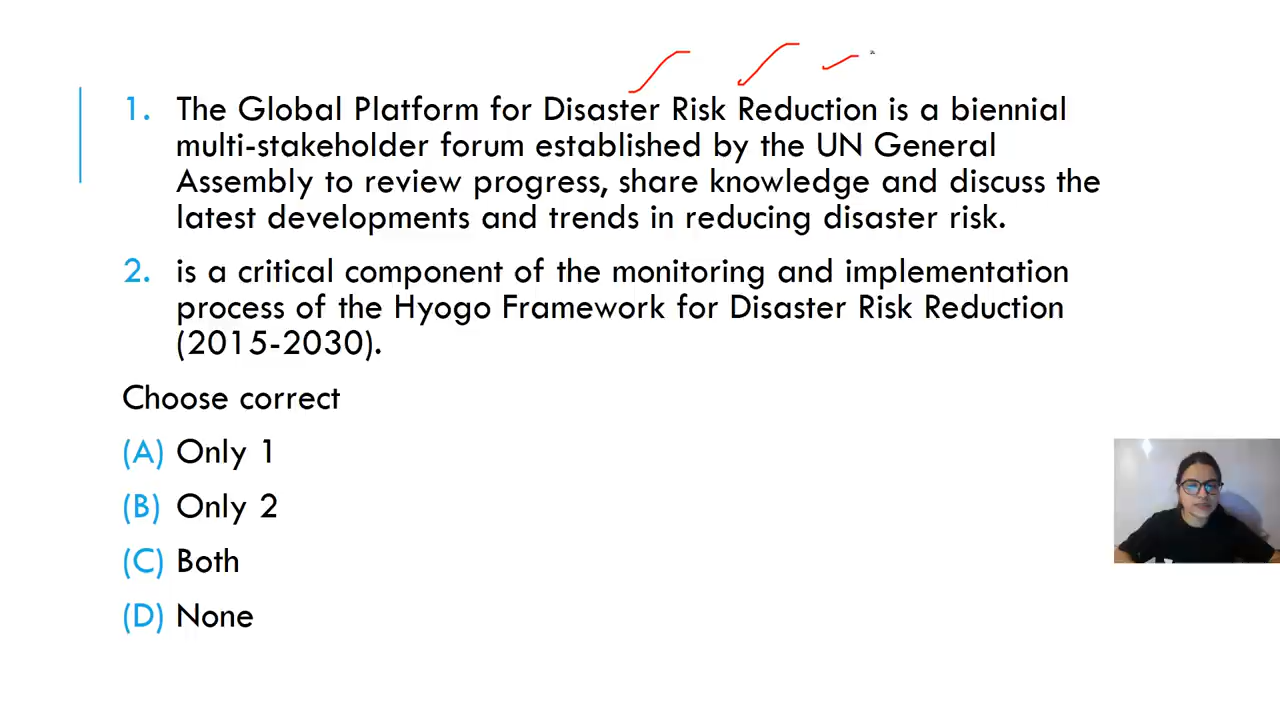 1. The Global Platform for Disaster Risk Reduction is a biennial
multi-stakeholder forum established by the UN General
Assembly to review progress, share knowledge and discuss the
latest developments and trends in reducing disaster risk.
2. is a critical component of the monitoring and implementation
process of the Hyogo Framework for Disaster Risk Reduction
(2015-2030).
Choose correct
(A) Only 1
(B) Only 2
(C) Both
(D) None